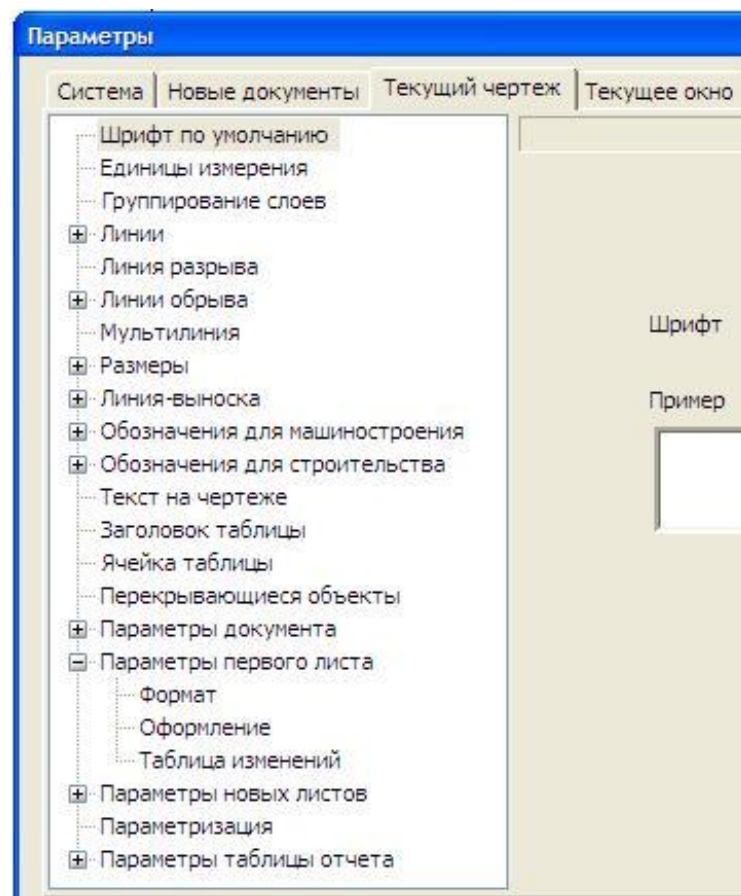 Параметры
Система Новые документы Текущий чертеж Текущее окно
Шрифт по умолчанию
Единицы измерения
Группирование слоев
Линии
Линия разрыва
Линии обрыва
Мультилиния
Шрифт
Размеры
Линия-выноска
Пример
Обозначения для машиностроения
Обозначения для строительства
Текст на чертеже
Заголовок таблицы
Ячейка таблицы
Перекрывающиеся объекты
Параметры документа
Параметры первого листа
Формат
Оформление
Таблица изменений
Параметры новых листов
Параметризация
Параметры таблицы отчета